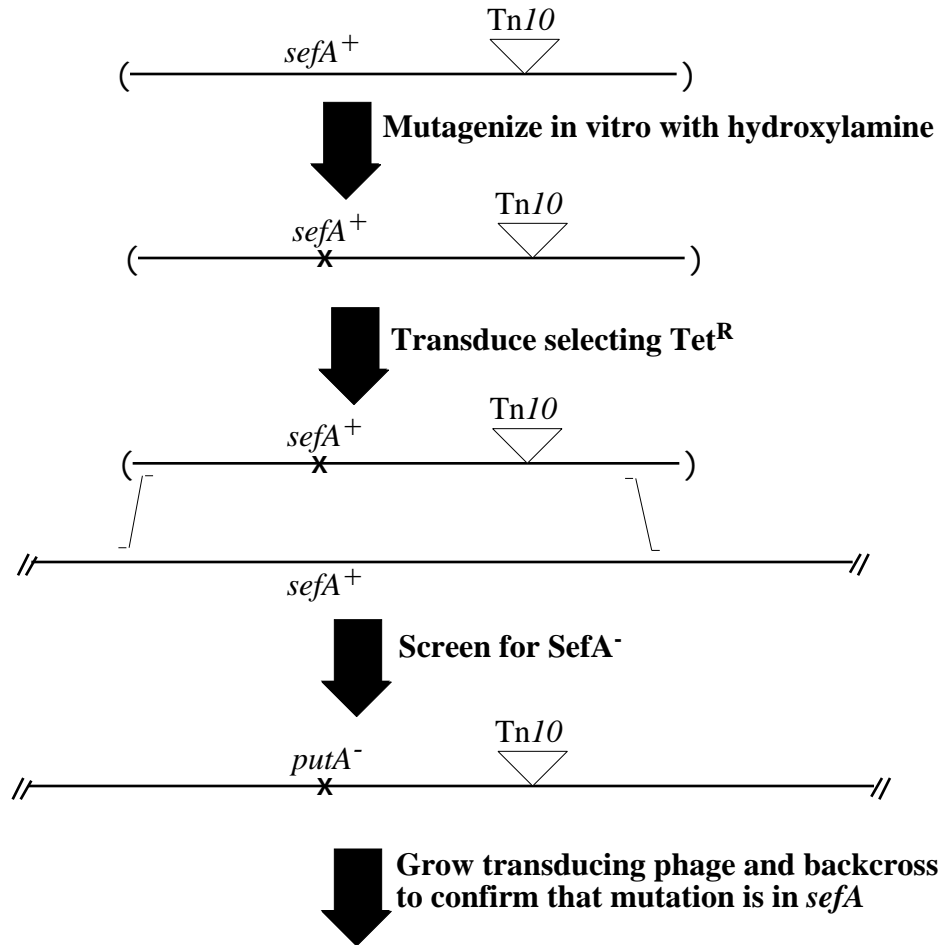 Tn10
sefA+
( )
Mutagenize in vitro with hydroxylamine
Tn10
sefA+
( X )
Transduce selecting TetR
Tn10
sefA+
( X )
// //
sefA+
Screen for SefA-
Tn10
putA-
// X //
Grow transducing phage and backcross
to confirm that mutation is in sefA